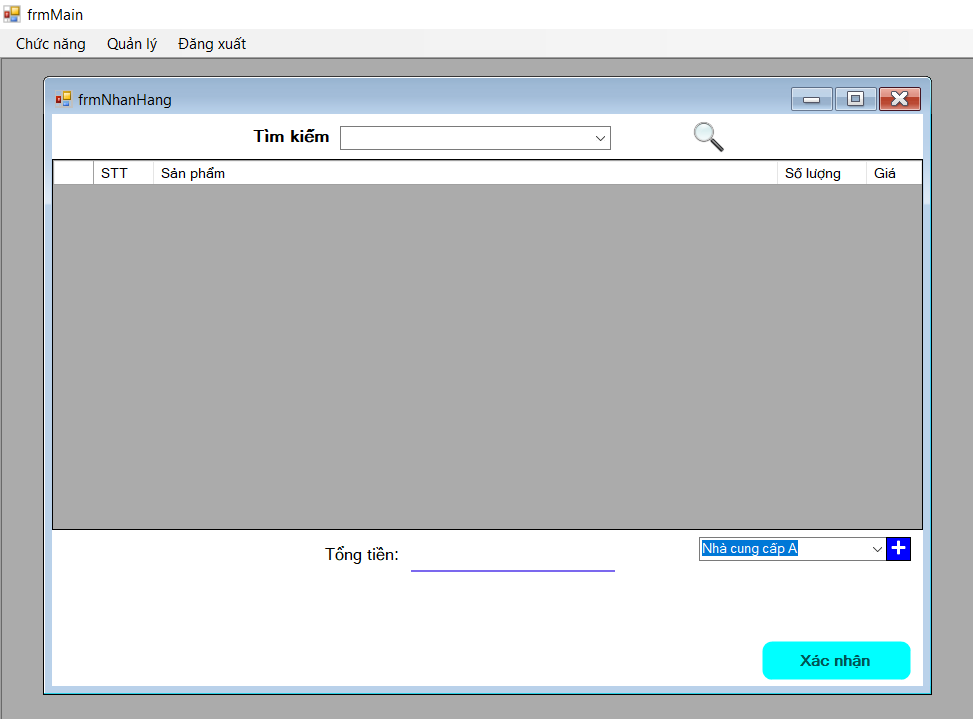 frmMain
Chức năng Quản lý Đăng xuất
frmNhanHang
Tìm kiếm
STT Sản phẩm Số lượng Giá
Tổng tiền:
Nhà cung cấp A
Xác nhận